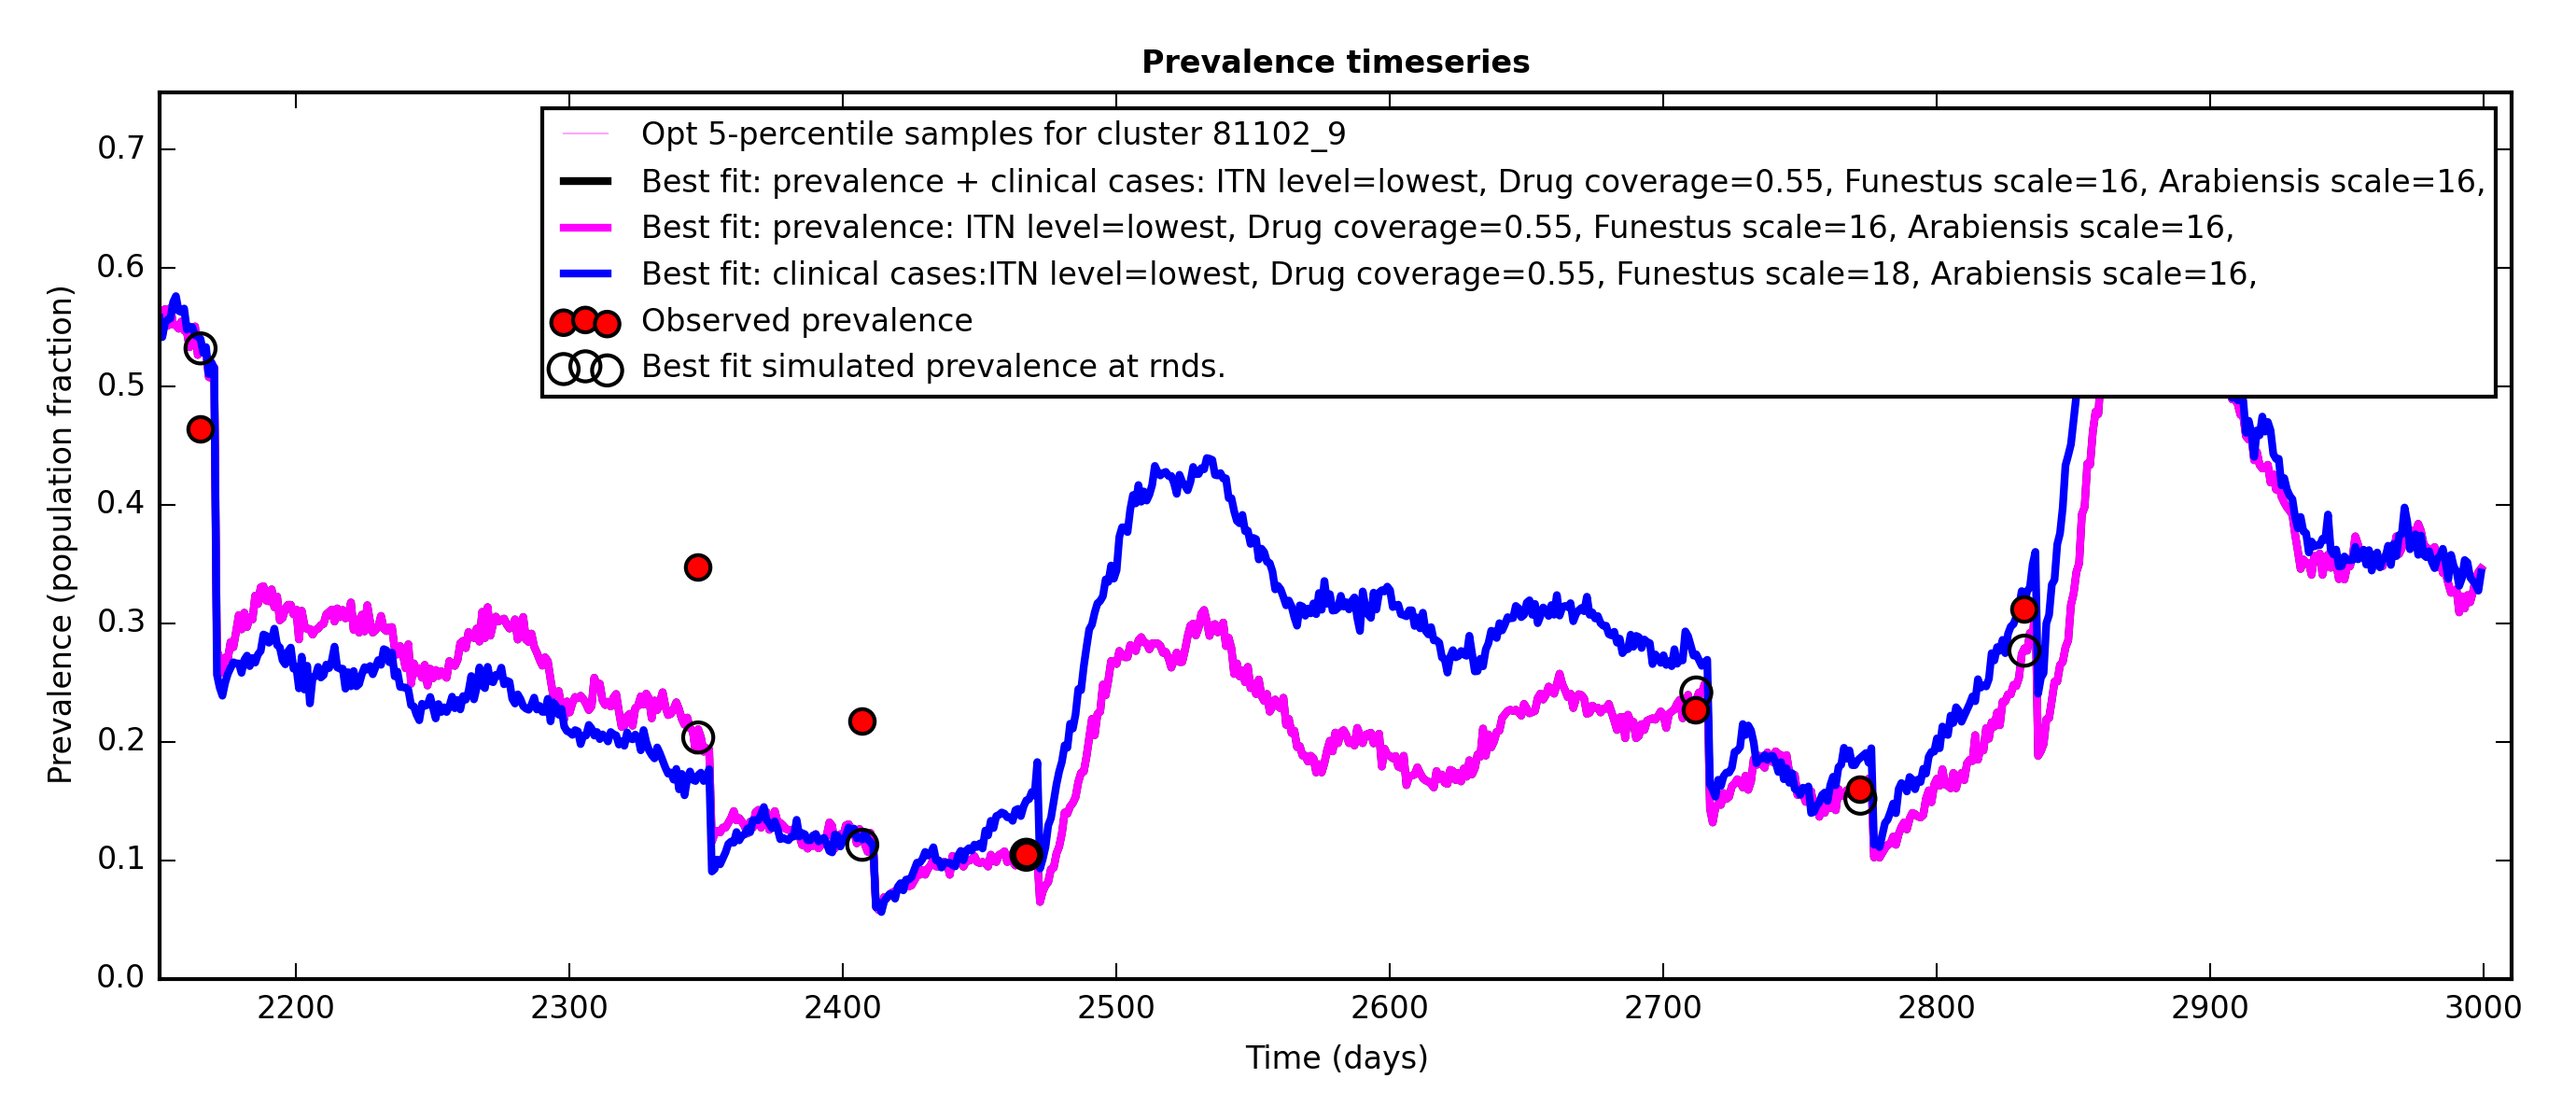 Prevalence timeseries
Opt 5-percentile samples for cluster 81102_9
Best fit: prevalence + clinical cases: ITN level=lowest, Drug coverage=0.55, Funestus scale=16, Arabiensis scale=16,
Best fit: prevalence: ITN level=lowest, Drug coverage=0.55, Funestus scale=16, Arabiensis scale=16,
Best fit: clinical cases:ITN level=lowest, Drug coverage=0.55, Funestus scale=18, Arabiensis scale=16,
Observed prevalence
Best fit simulated prevalence at rnds.
Prevalence (population fraction)
0.7
0.6
0.5
0.4
0.3
0.2
0.1
0.0
2200 2300 2400 2500 2600 2700 2800 2900 3000
Time (days)